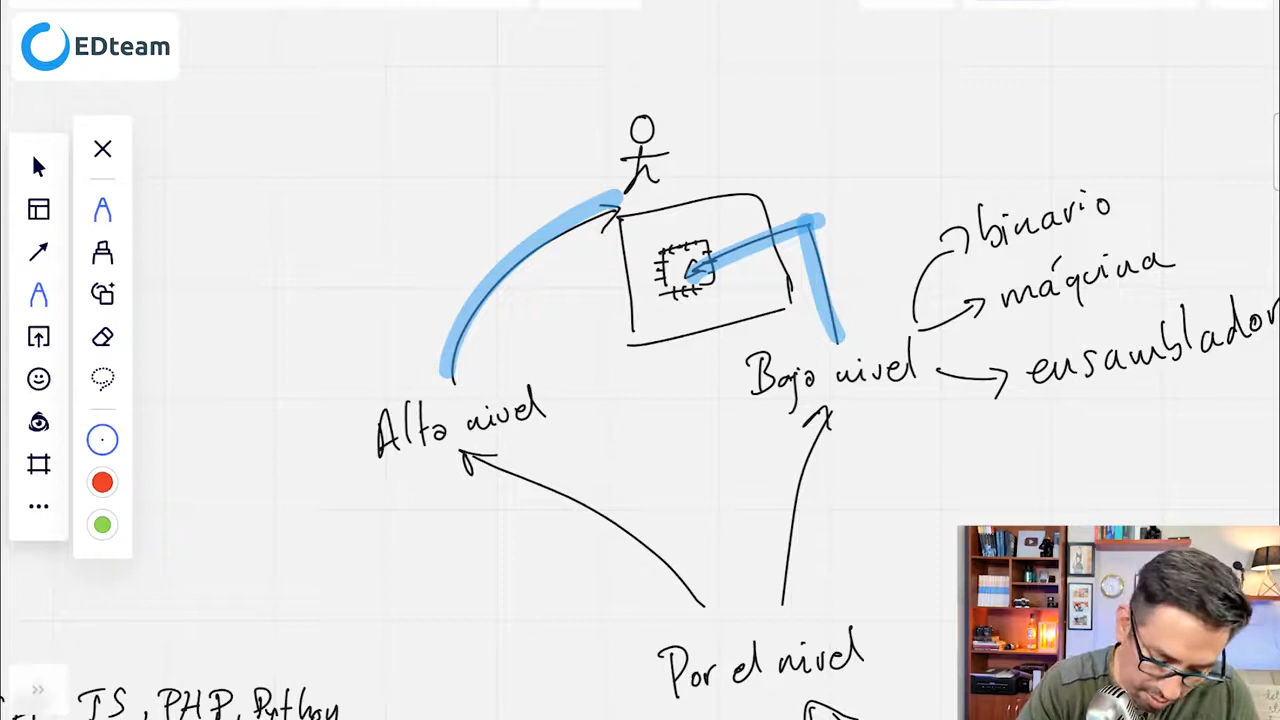 EDteam
binario
máquina
ensamblador
Bajo nivel
Alto nivel
Por el nivel
JS, PHP, Python